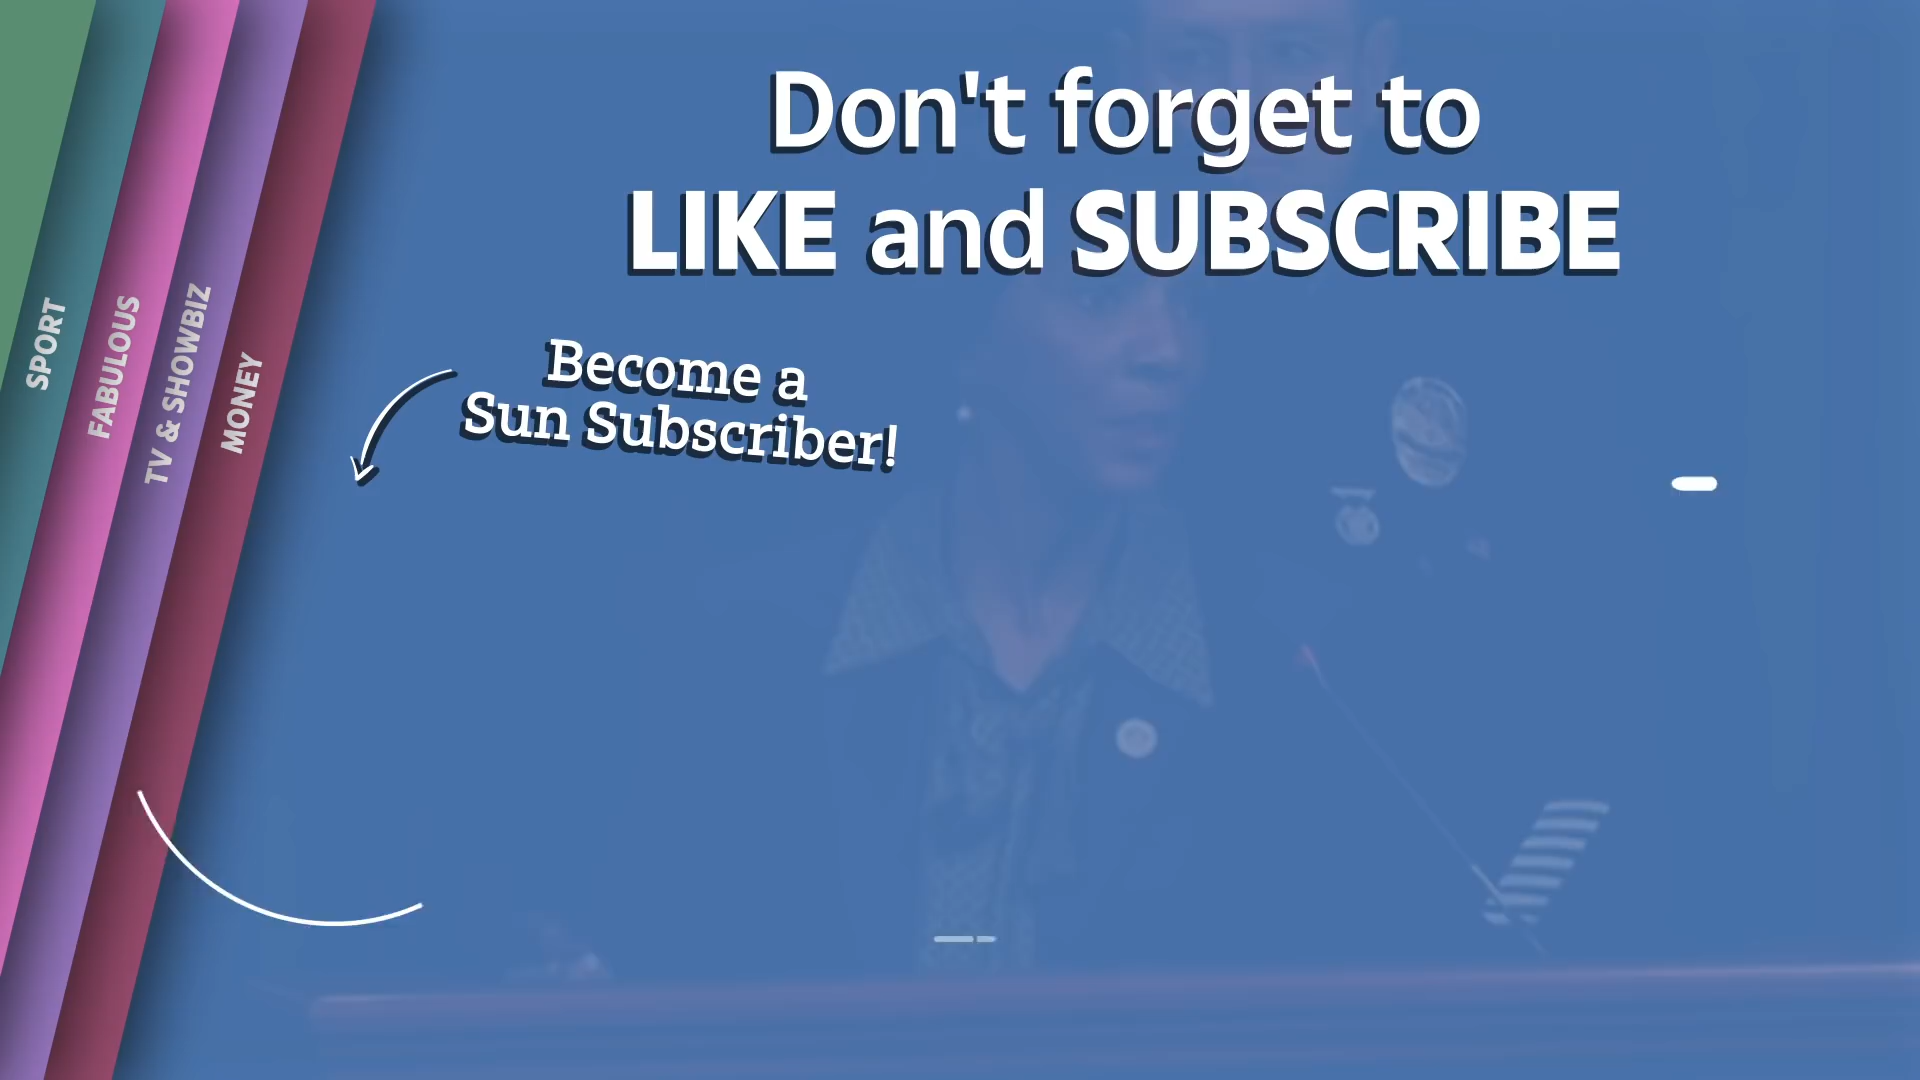 Don't forget to
LIKE and SUBSCRIBE
Become a
Sun Subscriber!
SPORT
FABULOUS
TV & SHOWBIZ
MONEY